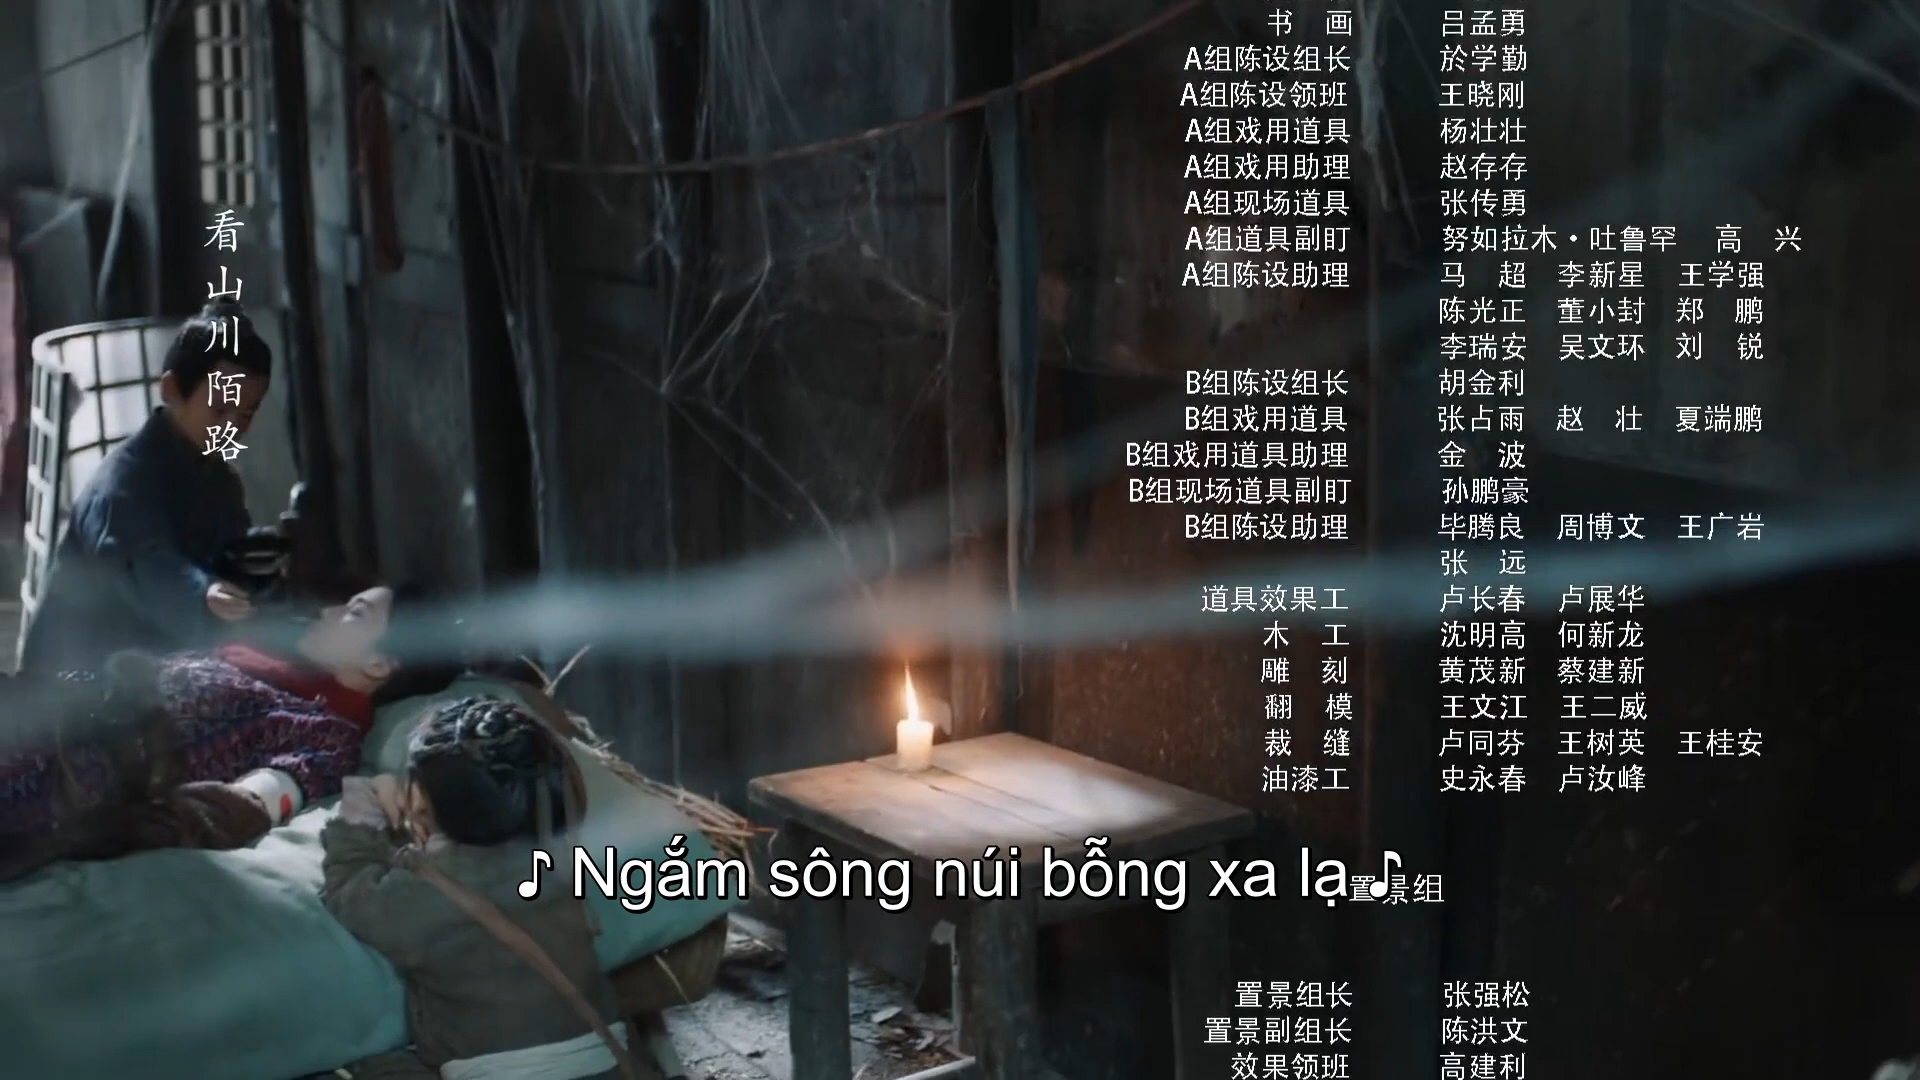 看山川陌路
书 画 吕孟勇
A组陈设组长 於学勤
A组陈设领班 王晓刚
A组戏用道具 杨壮壮
A组戏用助理 赵存存
A组现场道具 张传勇
A组道具副盯 努如拉木·吐鲁罕 高 兴
A组陈设助理 马 超 李新星 王学强
陈光正 董小封 郑 鹏
李瑞安 吴文环 刘 锐
B组陈设组长 胡金利
B组戏用道具 张占雨 赵 壮 夏端鹏
B组戏用道具助理 金 波
B组现场道具副盯 孙鹏豪
B组陈设助理 毕腾良 周博文 王广岩
张 远
道具效果工 卢长春 卢展华
木 工 沈明高 何新龙
雕 刻 黄茂新 蔡建新
翻 模 王文江 王二威
裁 缝 卢同芬 王树英 王桂安
油漆工 史永春 卢汝峰
♪ Ngắm sông núi bỗng xa lạ ♪
置景组
置景组长 张强松
置景副组长 陈洪文
效果领班 高建利